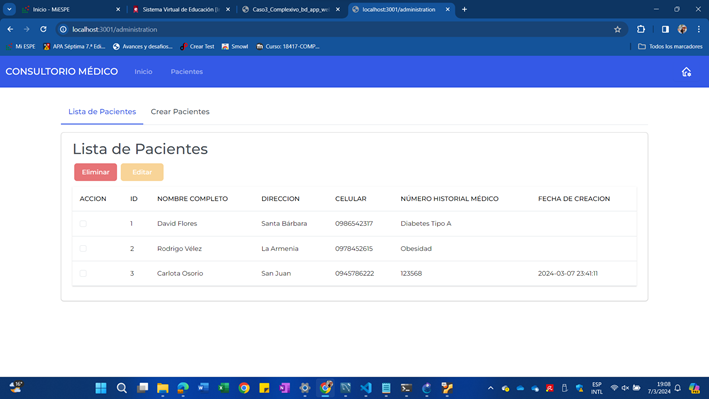 Inicio - MiESPE
Sistema Virtual de Educación (I
Caso3_Complexivo_bd_app_we
localhost:3001/administration
localhost:3001/administration
Mi ESPE
APA Séptima 7.ª Edi...
Avances y desafios...
Crear Test
Smowl
Curso: 18417-COMP...
Todos los marcadores
CONSULTORIO MÉDICO
Inicio
Pacientes
Lista de Pacientes
Crear Pacientes
Lista de Pacientes
Eliminar
Editar
ACCION ID NOMBRE COMPLETO DIRECCION CELULAR NÚMERO HISTORIAL MÉDICO FECHA DE CREACION
1 David Flores Santa Bárbara 0986542317 Diabetes Tipo A
2 Rodrigo Vélez La Armenia 0978452615 Obesidad
3 Carlota Osorio San Juan 0945786222 123568 2024-03-07 23:41:11
16°
ESP
INTL
19:08
7/3/2024